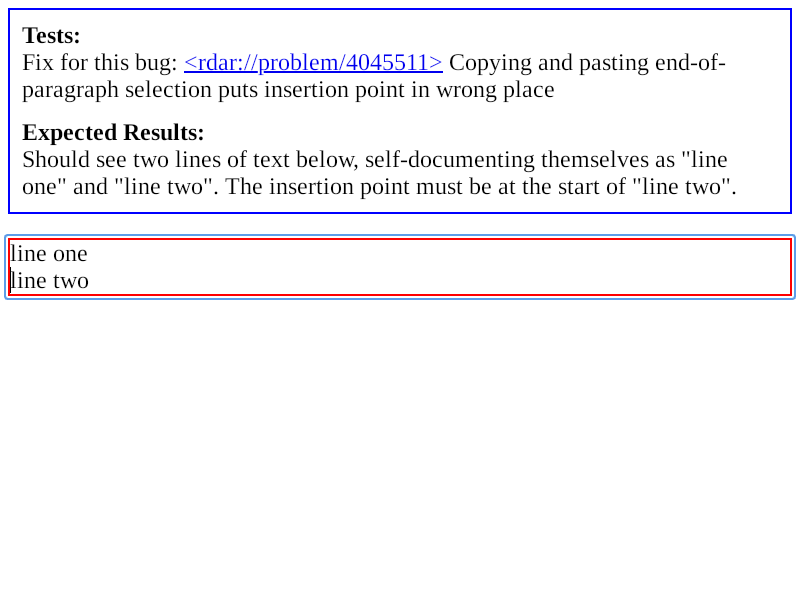 Tests:
Fix for this bug: <rdar://problem/4045511> Copying and pasting end-of-
paragraph selection puts insertion point in wrong place
Expected Results:
Should see two lines of text below, self-documenting themselves as "line
one" and "line two". The insertion point must be at the start of "line two".
line one
line two